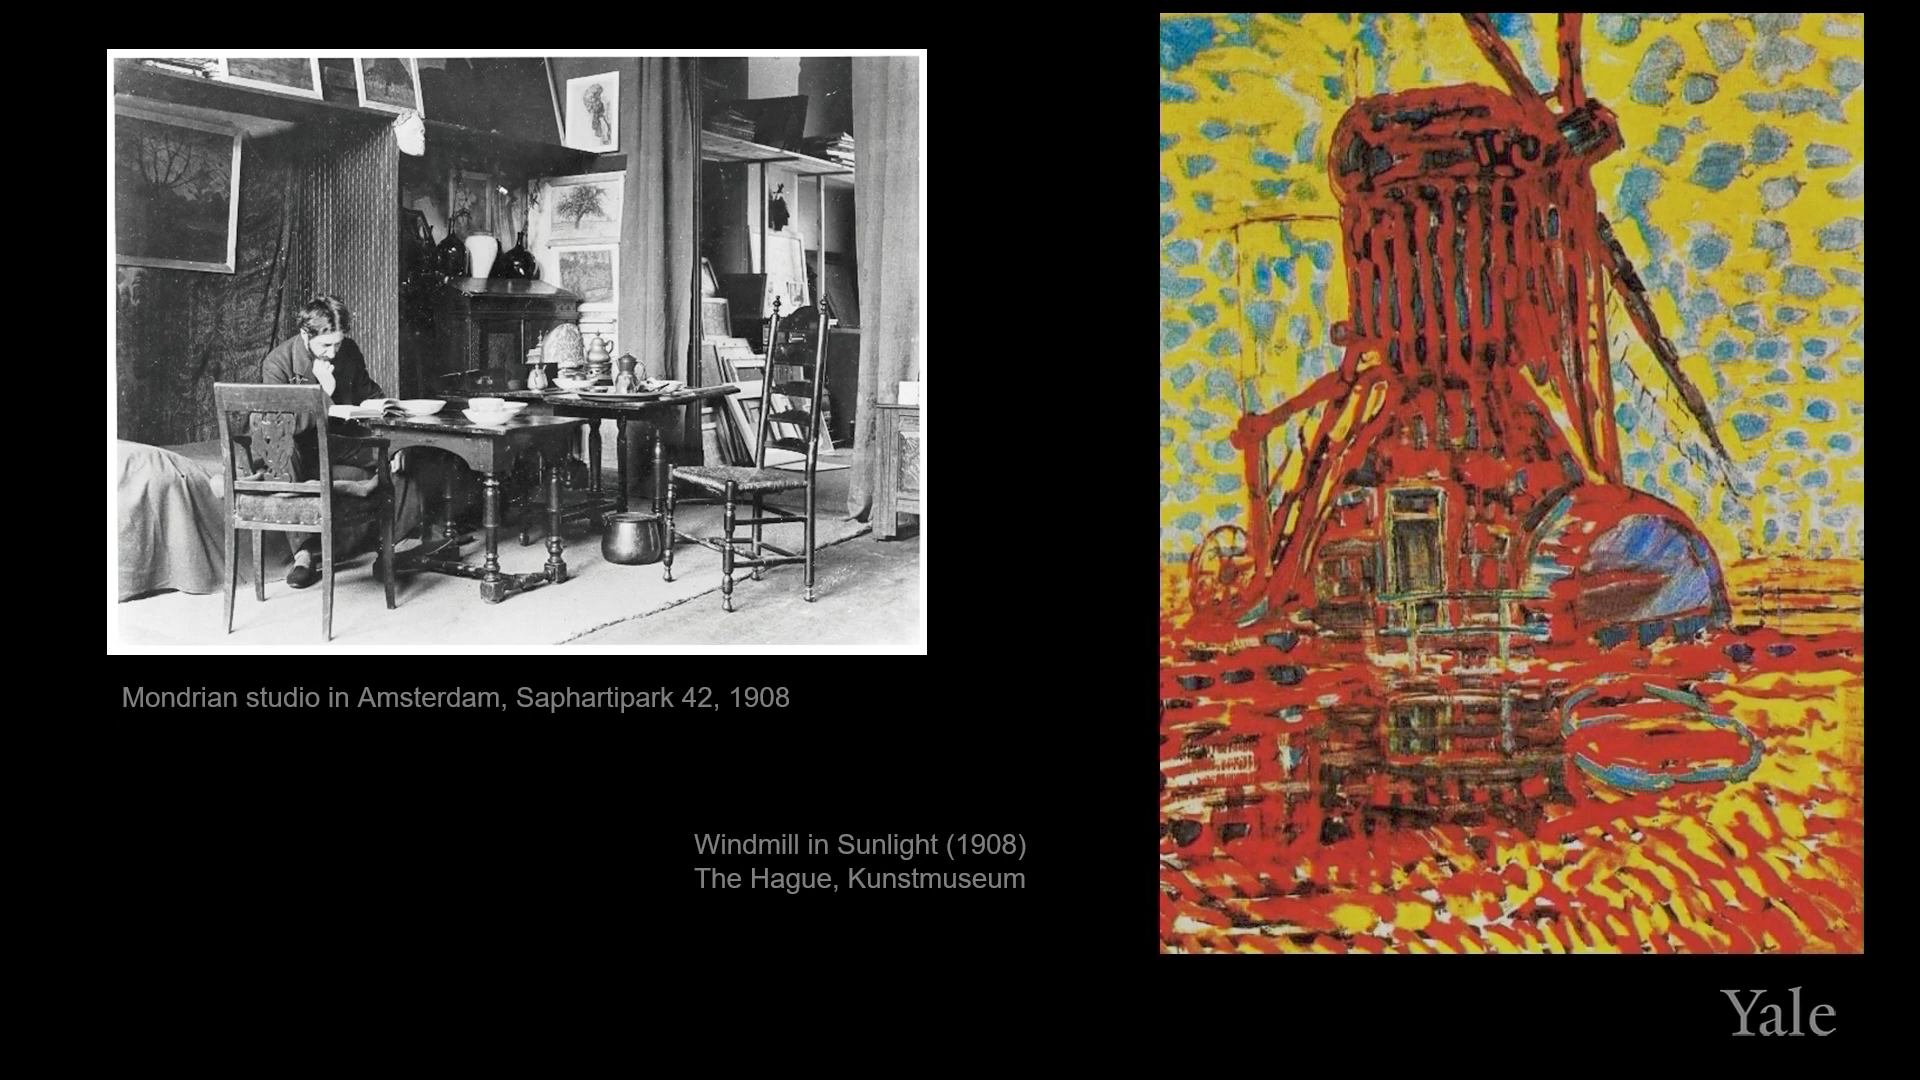 Mondrian studio in Amsterdam, Saphartipark 42, 1908
Windmill in Sunlight (1908)
The Hague, Kunstmuseum
Yale